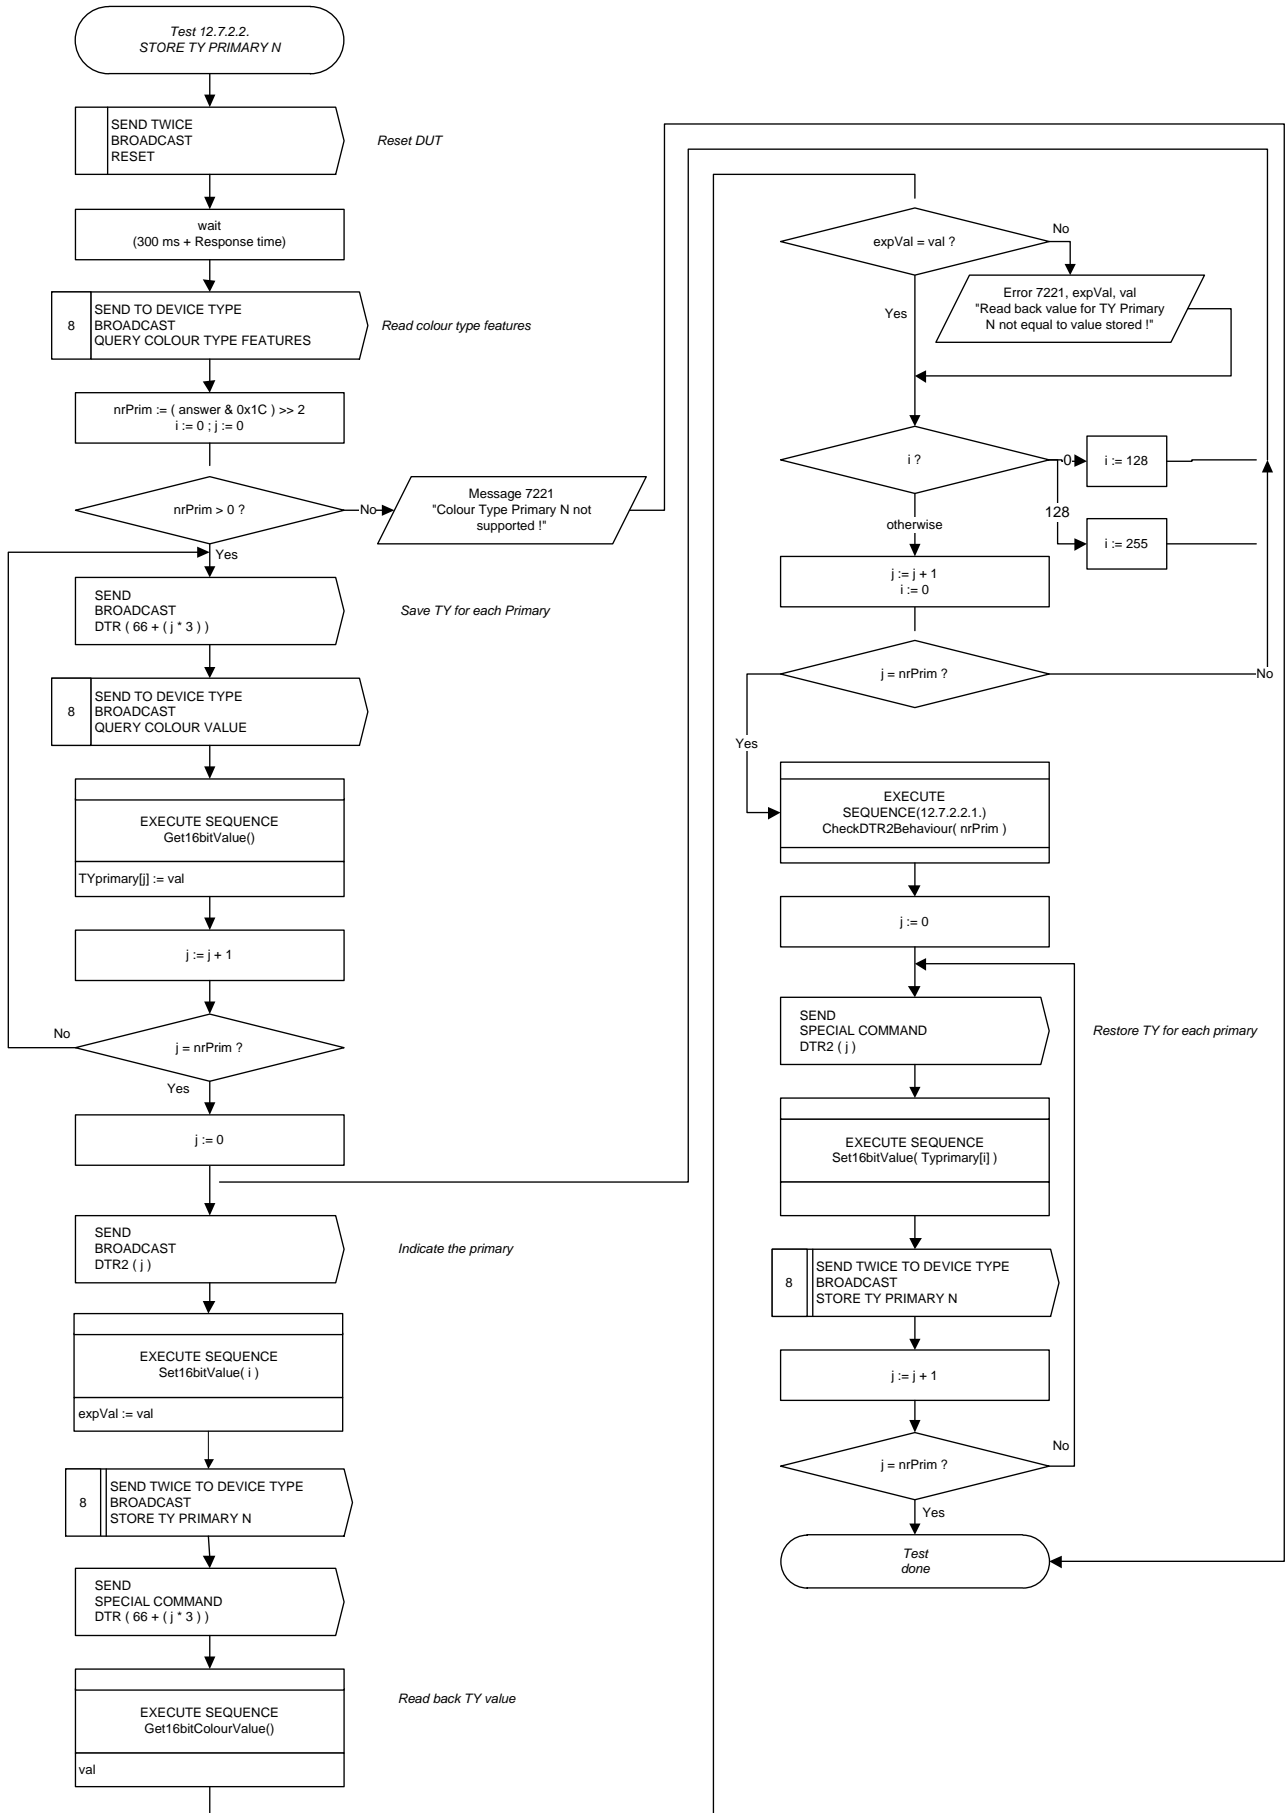 Test 12.7.2.2.
STORE TY PRIMARY N
SEND TWICE
BROADCAST
RESET
Reset DUT
wait
(300 ms + Response time)
8
SEND TO DEVICE TYPE
BROADCAST
QUERY COLOUR TYPE FEATURES
Read colour type features
nrPrim := ( answer & 0x1C ) >> 2
i := 0 ; j := 0
nrPrim > 0 ?
No
Message 7221
"Colour Type Primary N not
supported !"
Yes
SEND
BROADCAST
DTR ( 66 + ( j * 3 ) )
Save TY for each Primary
8
SEND TO DEVICE TYPE
BROADCAST
QUERY COLOUR VALUE
EXECUTE SEQUENCE
Get16bitValue()
TYprimary[j] := val
j := j + 1
No
j = nrPrim ?
Yes
j := 0
SEND
BROADCAST
DTR2 ( j )
Indicate the primary
EXECUTE SEQUENCE
Set16bitValue( i )
expVal := val
8
SEND TWICE TO DEVICE TYPE
BROADCAST
STORE TY PRIMARY N
SEND
SPECIAL COMMAND
DTR ( 66 + ( j * 3 ) )
EXECUTE SEQUENCE
Get16bitColourValue()
val
Read back TY value
expVal = val ?
No
Error 7221, expVal, val
"Read back value for TY Primary
N not equal to value stored !"
Yes
i ?
0
i := 128
128
i := 255
otherwise
j := j + 1
i := 0
j = nrPrim ?
No
Yes
EXECUTE
SEQUENCE(12.7.2.2.1.)
CheckDTR2Behaviour( nrPrim )
j := 0
SEND
SPECIAL COMMAND
DTR2 ( j )
Restore TY for each primary
EXECUTE SEQUENCE
Set16bitValue( Typrimary[i] )
8
SEND TWICE TO DEVICE TYPE
BROADCAST
STORE TY PRIMARY N
j := j + 1
j = nrPrim ?
No
Yes
Test
done